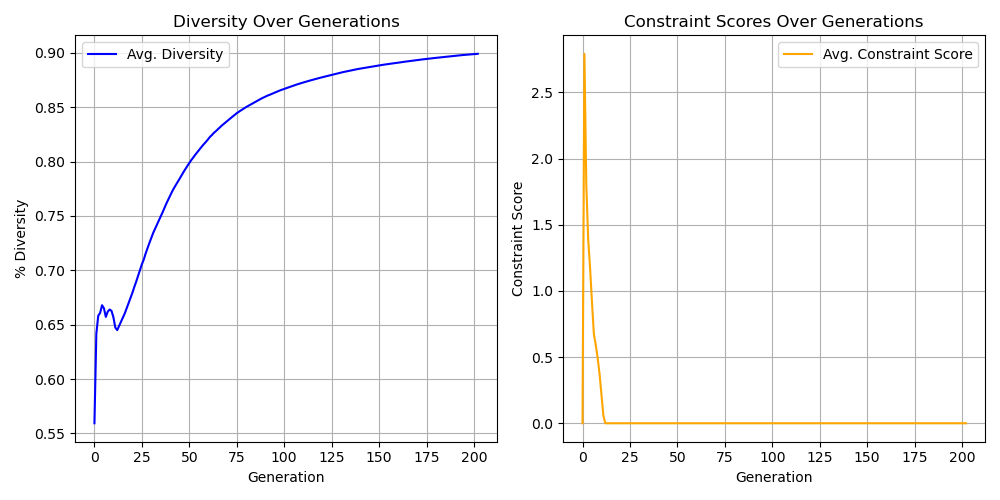 Diversity Over Generations
Avg. Diversity
% Diversity
0.90
0.85
0.80
0.75
0.70
0.65
0.60
0.55
0 25 50 75 100 125 150 175 200
Generation
Constraint Scores Over Generations
Avg. Constraint Score
Constraint Score
2.5
2.0
1.5
1.0
0.5
0.0
0 25 50 75 100 125 150 175 200
Generation